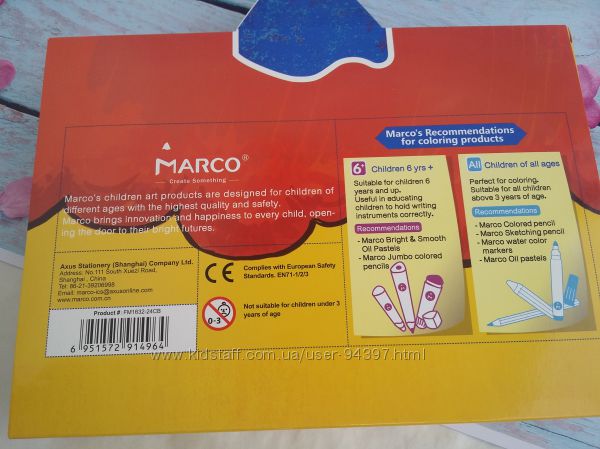 MARCO®
Create Something
Marco's children art products are designed for children of
different ages with the highest quality and safety.
Marco brings innovation and happiness to every child, open-
ing the door to their bright futures.
Axus Stationery (Shanghai) Company Ltd.
Address: No.111 South Xuezi Road,
Shanghai , China
Tel: 86-21-39206998
Email: marco-ics@axusonline.com
www.marco.com.cn
Product #: FM1632-24CB
6 951572 914964
CE
Complies with European Safety
Standards. EN71-1/2/3
0-3
Not suitable for children under 3
years of age
Marco's Recommendations
for coloring products
6+ Children 6 yrs +
Suitable for children 6
years and up.
Useful in educating
children to hold writing
instruments correctly.
Recommendations
- Marco Bright & Smooth
Oil Pastels
- Marco Jumbo colored
pencils
All Children of all ages
Perfect for coloring.
Suitable for all children
above 3 years of age.
Recommendations
- Marco Colored pencil
- Marco Sketching pencil
- Marco water color
markers
- Marco Oil pastels
www.kidstaff.com.ua/user-94397.html